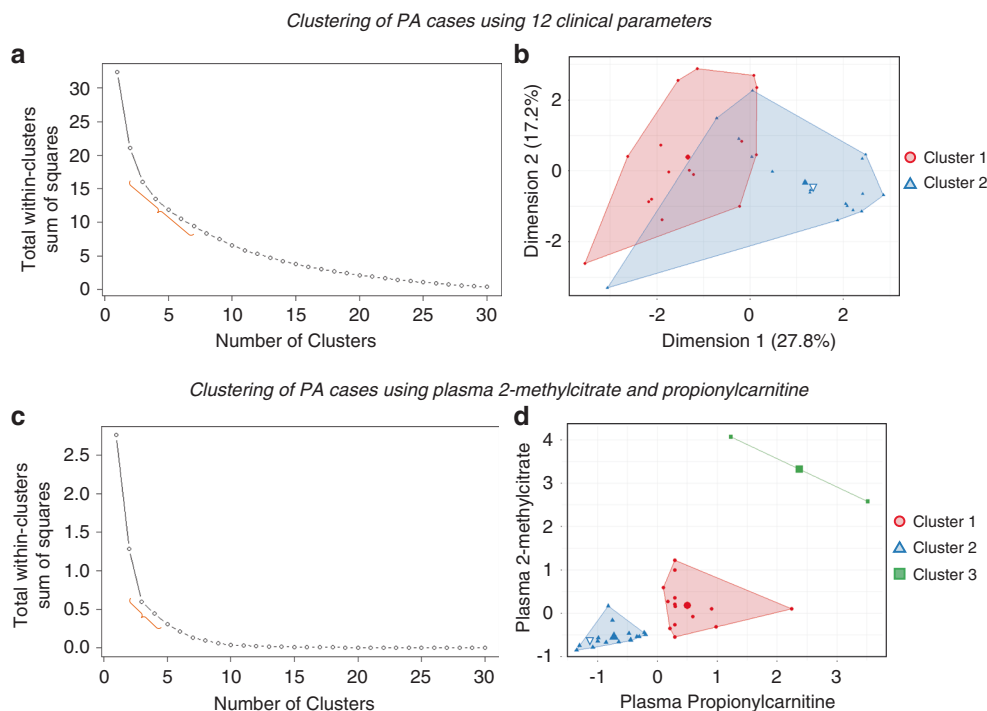 Clustering of PA cases using 12 clinical parameters
a
Total within-clusters
sum of squares
30
25
20
15
10
5
0
0 5 10 15 20 25 30
Number of Clusters
b
Dimension 2 (17.2%)
2
0
-2
-2 0 2
Dimension 1 (27.8%)
Cluster 1
Cluster 2
Clustering of PA cases using plasma 2-methylcitrate and propionylcarnitine
c
Total within-clusters
sum of squares
2.5
2.0
1.5
1.0
0.5
0.0
0 5 10 15 20 25 30
Number of Clusters
d
Plasma 2-methylcitrate
4
3
2
1
0
-1
-1 0 1 2 3
Plasma Propionylcarnitine
Cluster 1
Cluster 2
Cluster 3